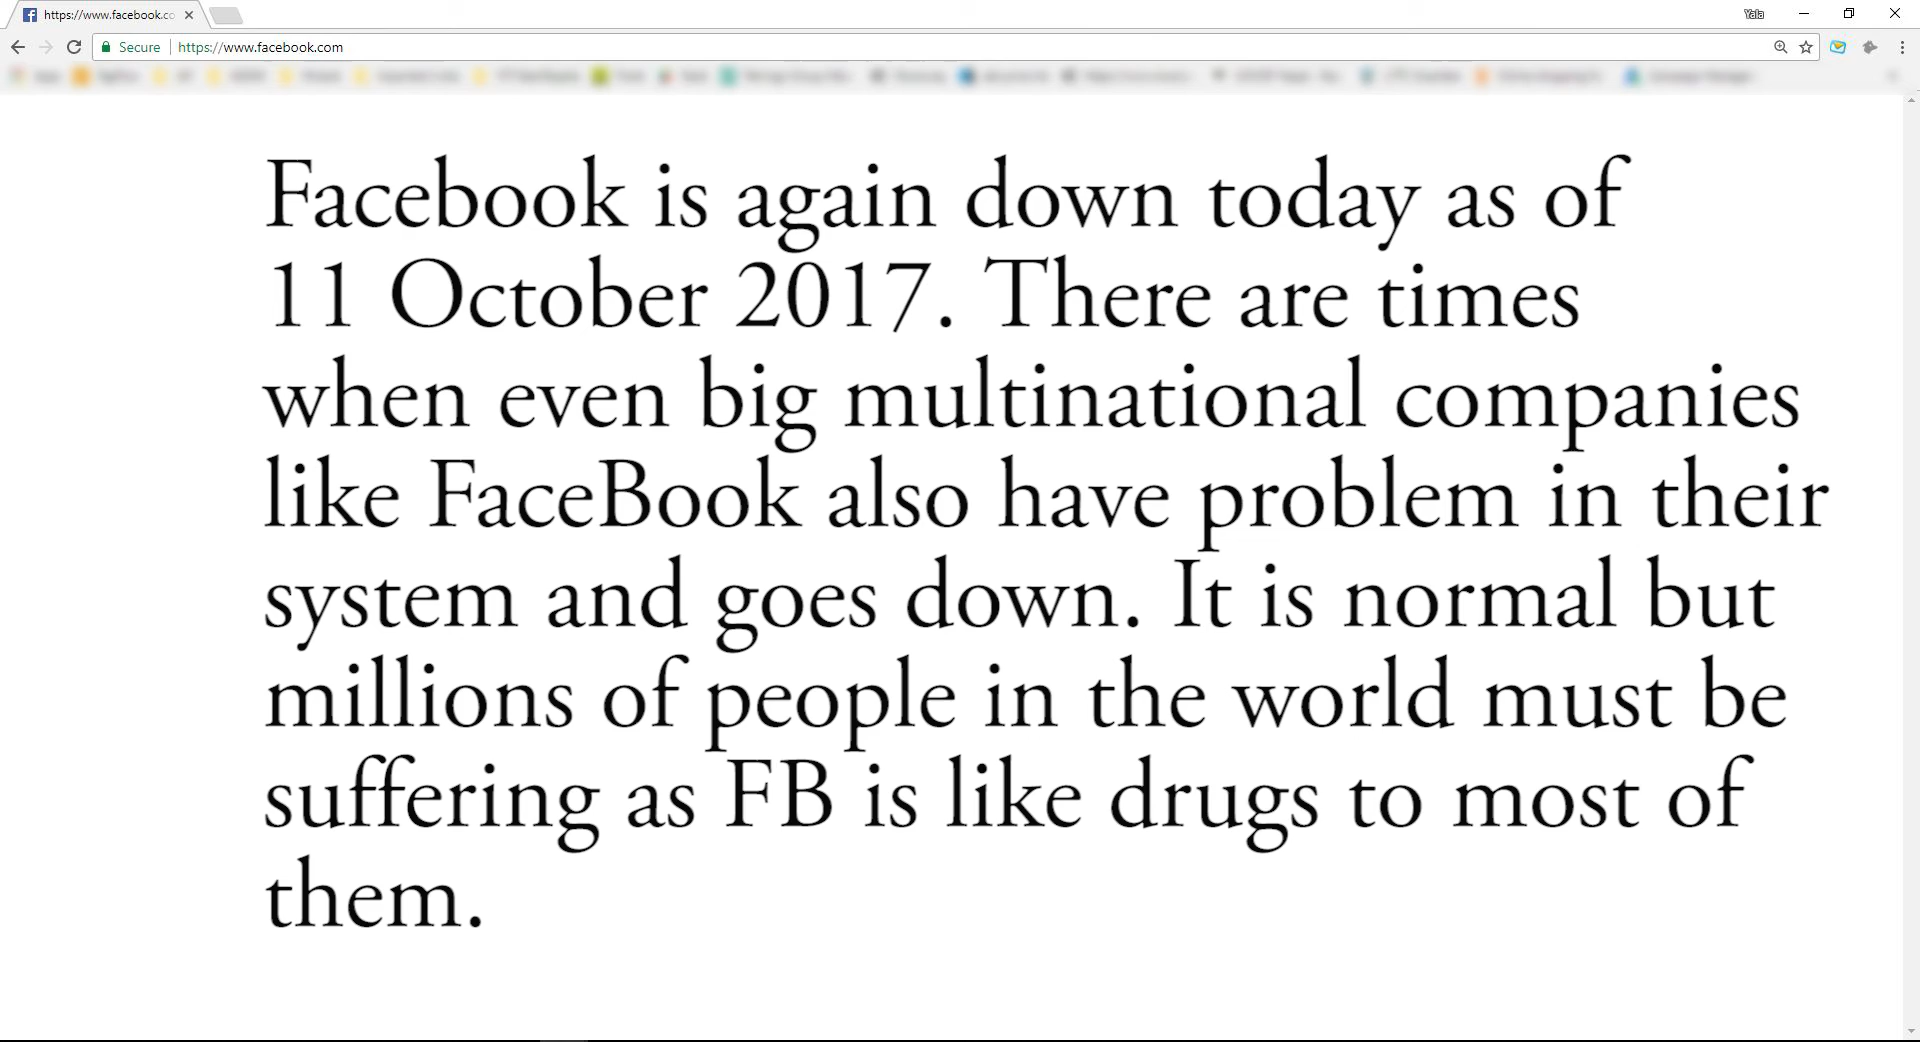 https://www.facebook.co
Yala
Secure https://www.facebook.com
Facebook is again down today as of
11 October 2017. There are times
when even big multinational companies
like FaceBook also have problem in their
system and goes down. It is normal but
millions of people in the world must be
suffering as FB is like drugs to most of
them.